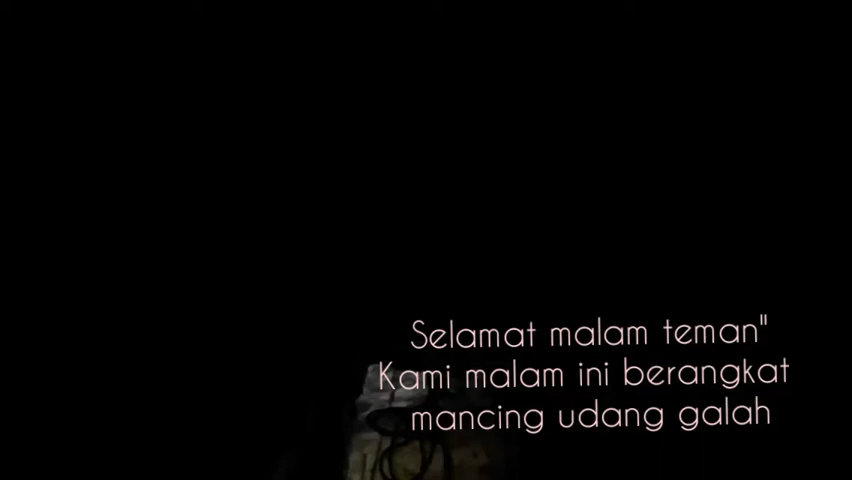 Selamat malam teman"
Kami malam ini berangkat
mancing udang galah